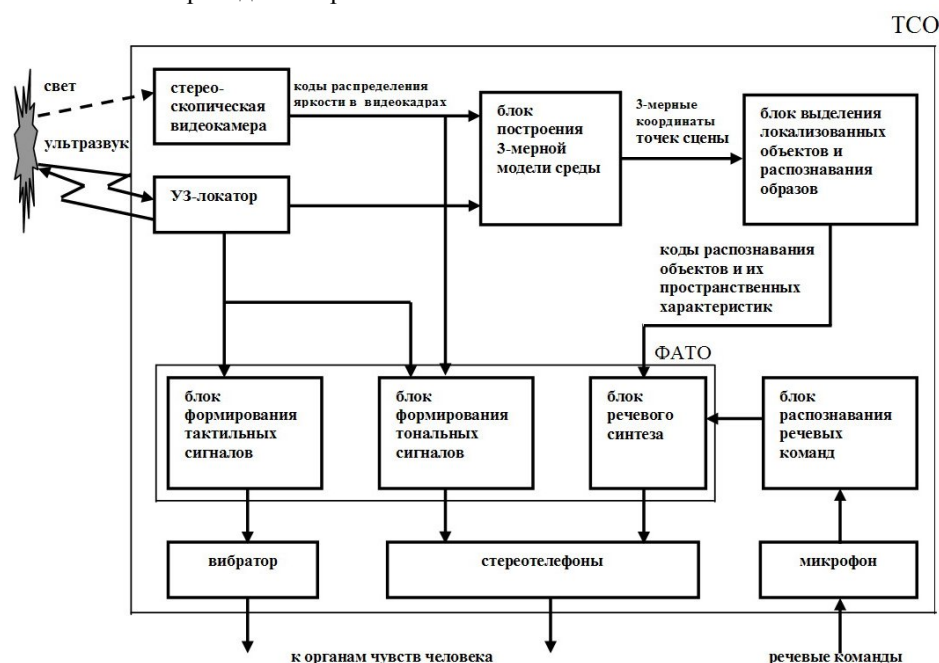 ТСО
свет
ультразвук
стерео-
скопическая
видеокамера
коды распределения
яркости в видеокадрах
УЗ-локатор
блок
построения
3-мерной
модели среды
3-мерные
координаты
точек сцены
блок выделения
локализованных
объектов и
распознавания
образов
коды распознавания
объектов и их
пространственных
характеристик
ФАТО
блок
формирования
тактильных
сигналов
блок
формирования
тональных
сигналов
блок
речевого
синтеза
блок
распознавания
речевых
команд
вибратор
стереотелефоны
микрофон
к органам чувств человека
речевые команды